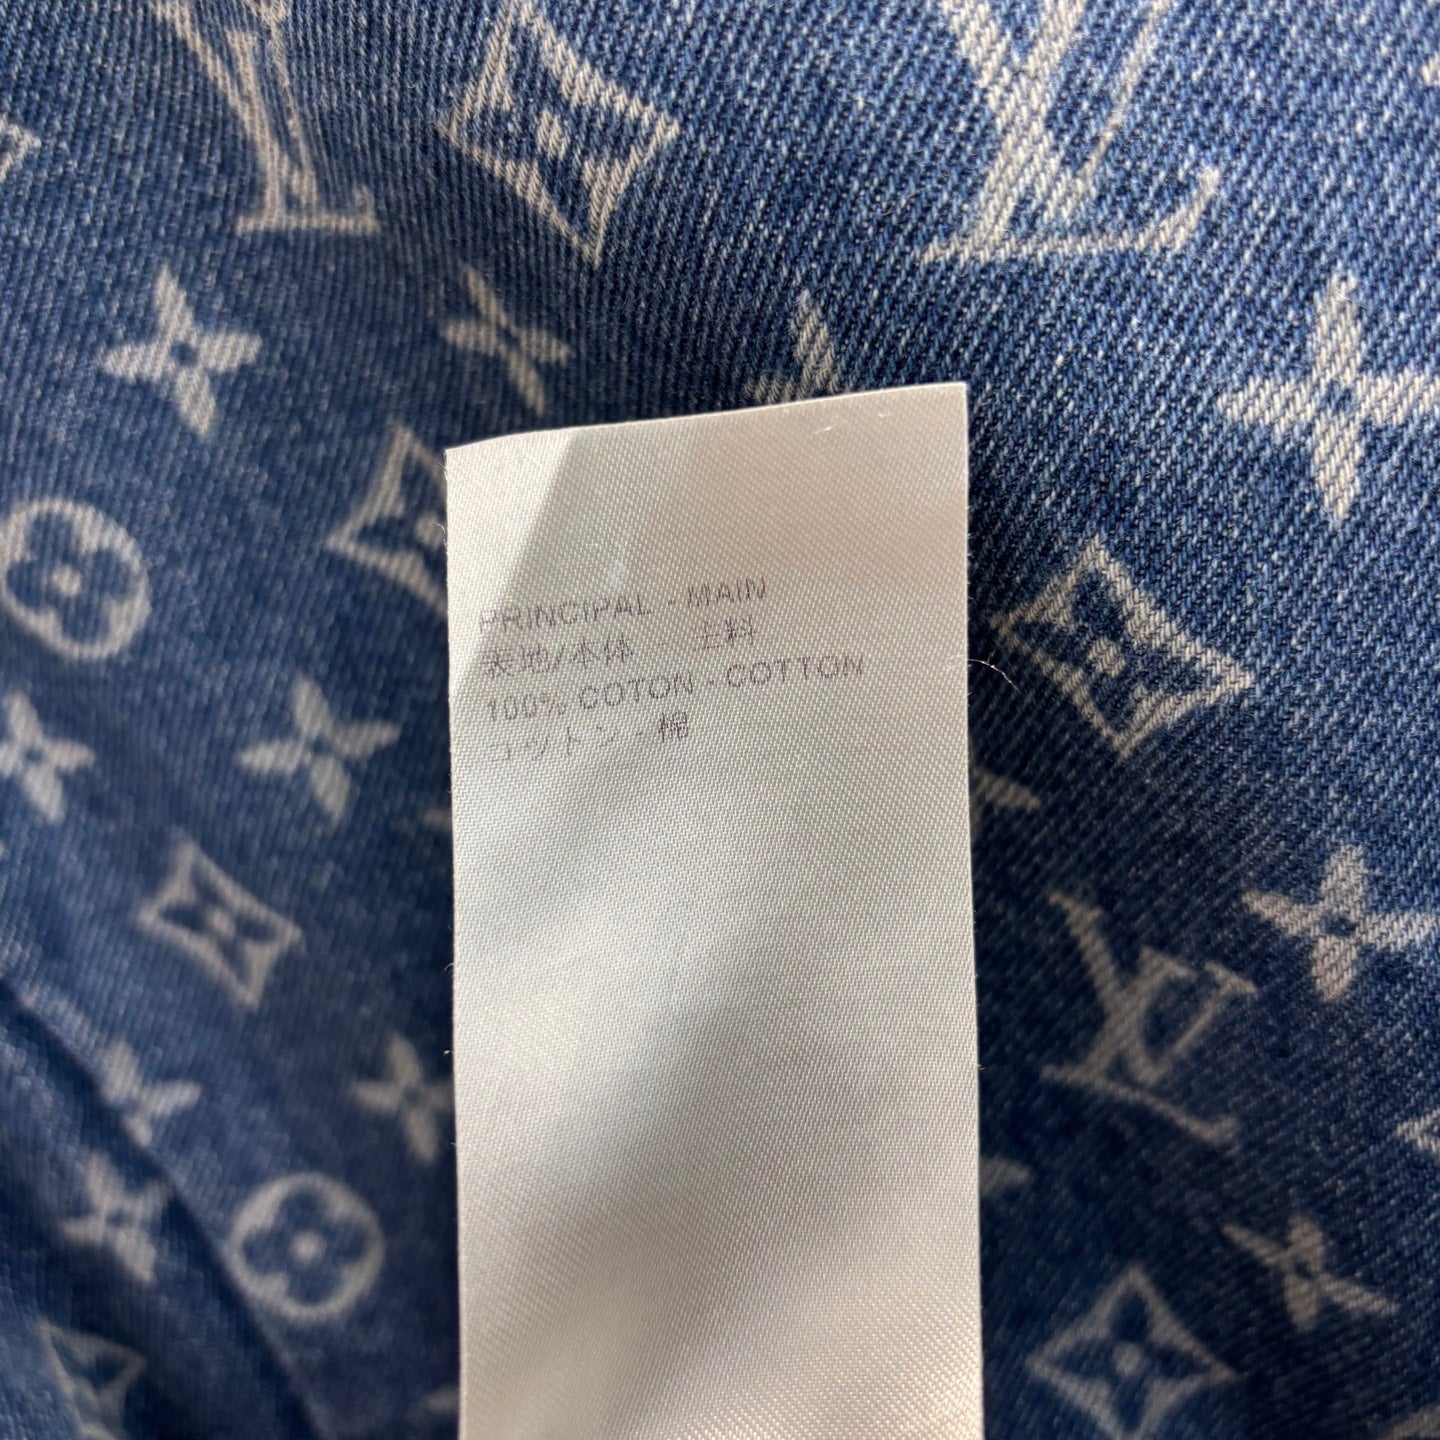 PRINCIPAL - MAIN
表地/本体 - 主料
100% COTON - COTTON
コットン - 棉